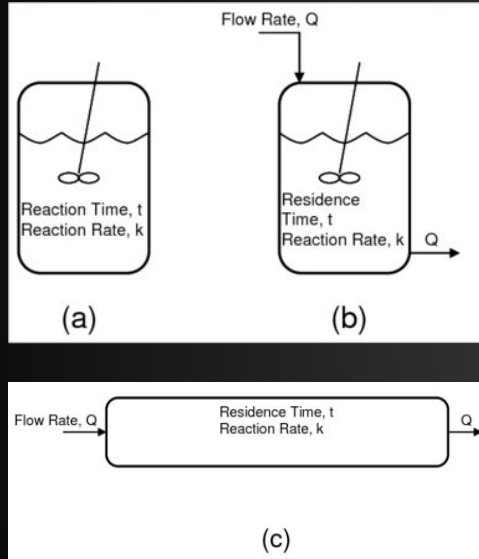 Flow Rate, Q
Reaction Time, t
Reaction Rate, k
Residence
Time, t
Reaction Rate, k
Q
(a)
(b)
Flow Rate, Q
Residence Time, t
Reaction Rate, k
Q
(c)